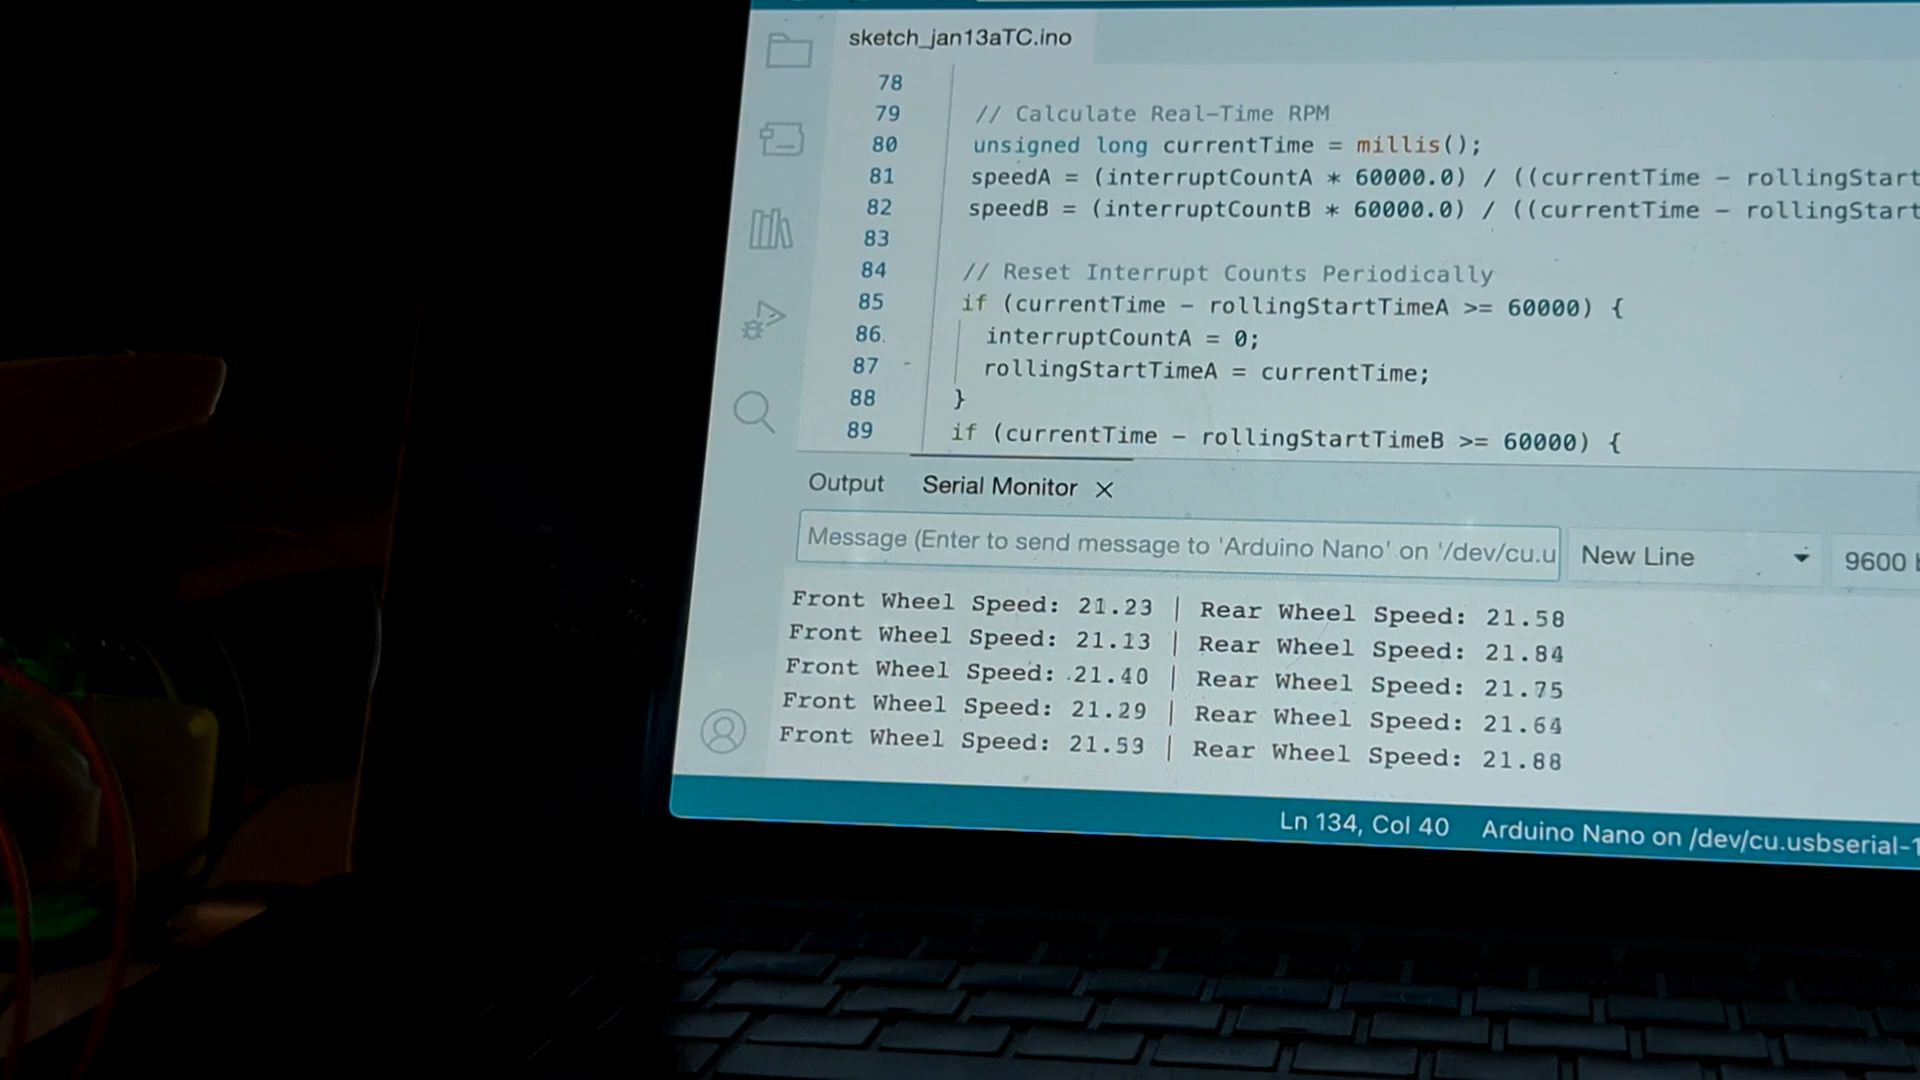 sketch_jan13aTC.ino
78
79 // Calculate Real-Time RPM
80 unsigned long currentTime = millis();
81 speedA = (interruptCountA * 60000.0) / ((currentTime - rollingStart
82 speedB = (interruptCountB * 60000.0) / ((currentTime - rollingStart
83
84 // Reset Interrupt Counts Periodically
85 if (currentTime - rollingStartTimeA >= 60000) {
86 interruptCountA = 0;
87 rollingStartTimeA = currentTime;
88 }
89 if (currentTime - rollingStartTimeB >= 60000) {
Output Serial Monitor
Message (Enter to send message to 'Arduino Nano' on '/dev/cu.u New Line 9600 b
Front Wheel Speed: 21.23 | Rear Wheel Speed: 21.58
Front Wheel Speed: 21.13 | Rear Wheel Speed: 21.84
Front Wheel Speed: 21.40 | Rear Wheel Speed: 21.75
Front Wheel Speed: 21.29 | Rear Wheel Speed: 21.64
Front Wheel Speed: 21.53 | Rear Wheel Speed: 21.88
Ln 134, Col 40 Arduino Nano on /dev/cu.usbserial-1